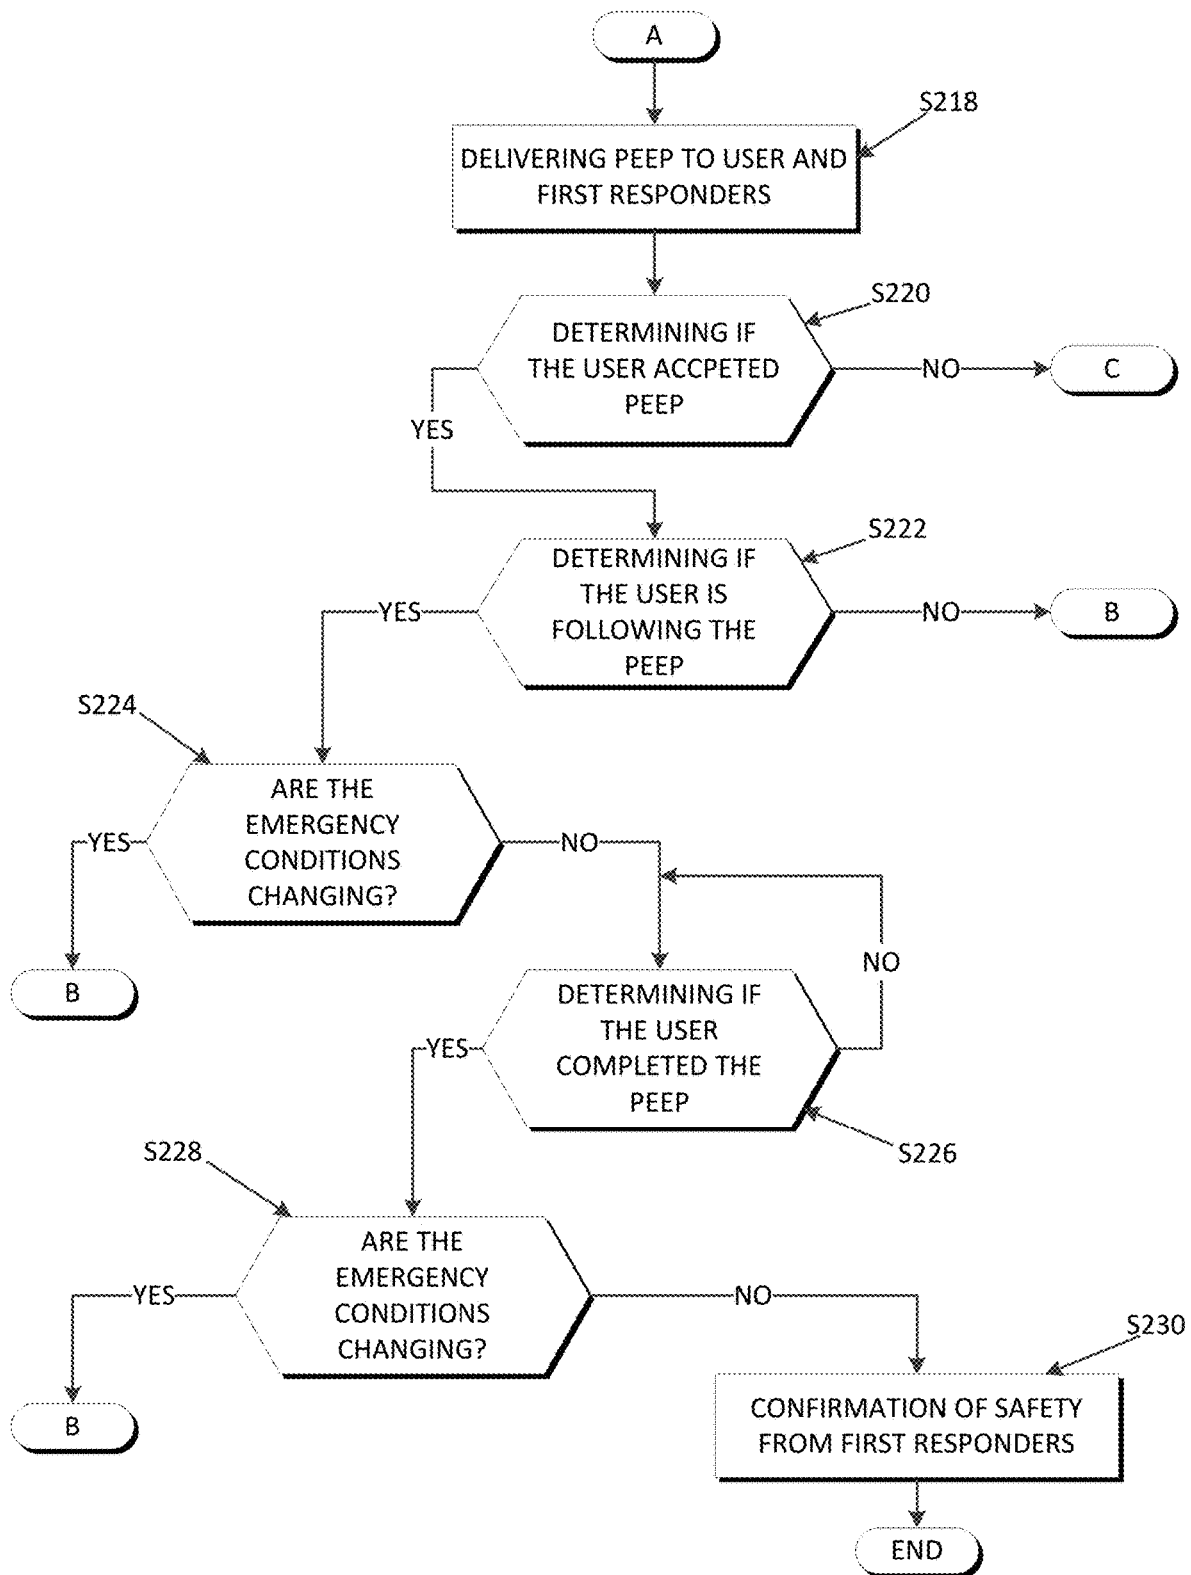 A
S218
DELIVERING PEEP TO USER AND
FIRST RESPONDERS
S220
DETERMINING IF
THE USER ACCPETED
PEEP
NO
C
YES
S222
DETERMINING IF
THE USER IS
FOLLOWING THE
PEEP
YES
NO
B
S224
ARE THE
EMERGENCY
CONDITIONS
CHANGING?
YES
NO
B
NO
DETERMINING IF
THE USER
COMPLETED THE
PEEP
YES
S226
S228
ARE THE
EMERGENCY
CONDITIONS
CHANGING?
YES
NO
B
S230
CONFIRMATION OF SAFETY
FROM FIRST RESPONDERS
END